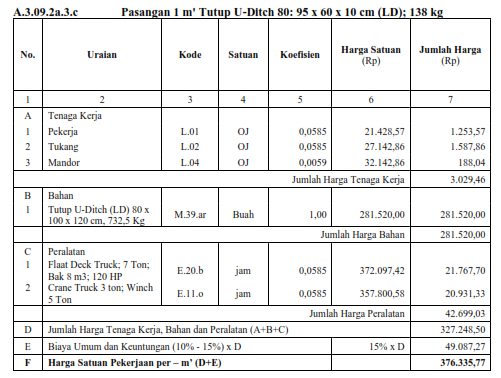 A.3.09.2a.3.c Pasangan 1 m' Tutup U-Ditch 80: 95 x 60 x 10 cm (LD); 138 kg
No. Uraian Kode Satuan Koefisien Harga Satuan (Rp) Jumlah Harga (Rp)
1 2 3 4 5 6 7
A Tenaga Kerja
1 Pekerja L.01 OJ 0,0585 21.428,57 1.253,57
2 Tukang L.02 OJ 0,0585 27.142,86 1.587,86
3 Mandor L.04 OJ 0,0059 32.142,86 188,04
Jumlah Harga Tenaga Kerja 3.029,46
B Bahan
1 Tutup U-Ditch (LD) 80 x
100 x 120 cm, 732,5 Kg M.39.ar Buah 1,00 281.520,00 281.520,00
Jumlah Harga Bahan 281.520,00
C Peralatan
1 Flaat Deck Truck; 7 Ton;
Bak 8 m3; 120 HP E.20.b jam 0,0585 372.097,42 21.767,70
2 Crane Truck 3 ton; Winch
5 Ton E.11.o jam 0,0585 357.800,58 20.931,33
Jumlah Harga Peralatan 42.699,03
D Jumlah Harga Tenaga Kerja, Bahan dan Peralatan (A+B+C) 327.248,50
E Biaya Umum dan Keuntungan (10% - 15%) x D 15% x D 49.087,27
F Harga Satuan Pekerjaan per – m’ (D+E) 376.335,77